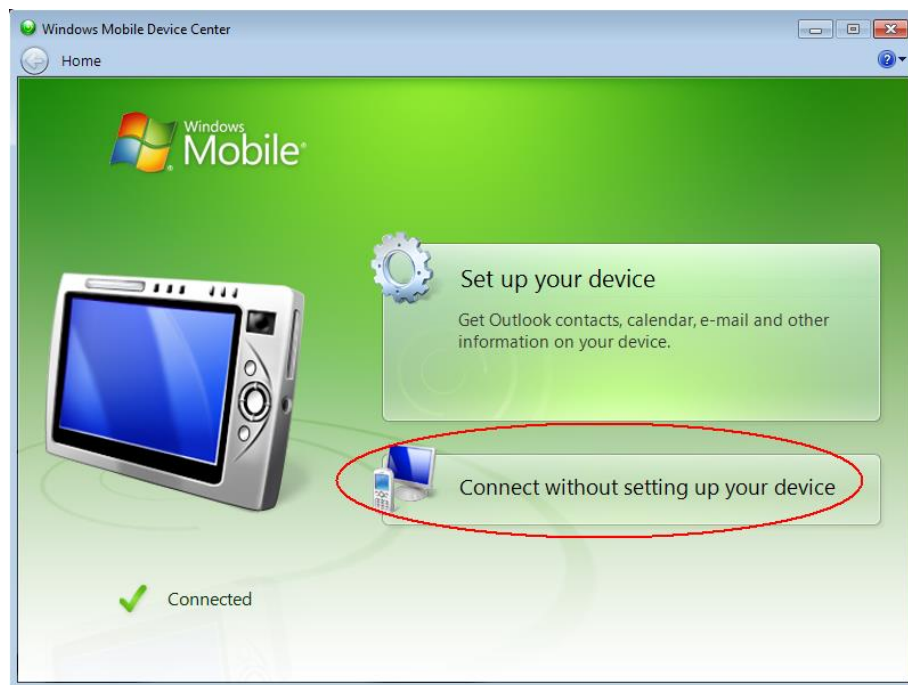 Windows Mobile Device Center
Home
Windows
Mobile
Set up your device
Get Outlook contacts, calendar, e-mail and other
information on your device.
Connect without setting up your device
Connected